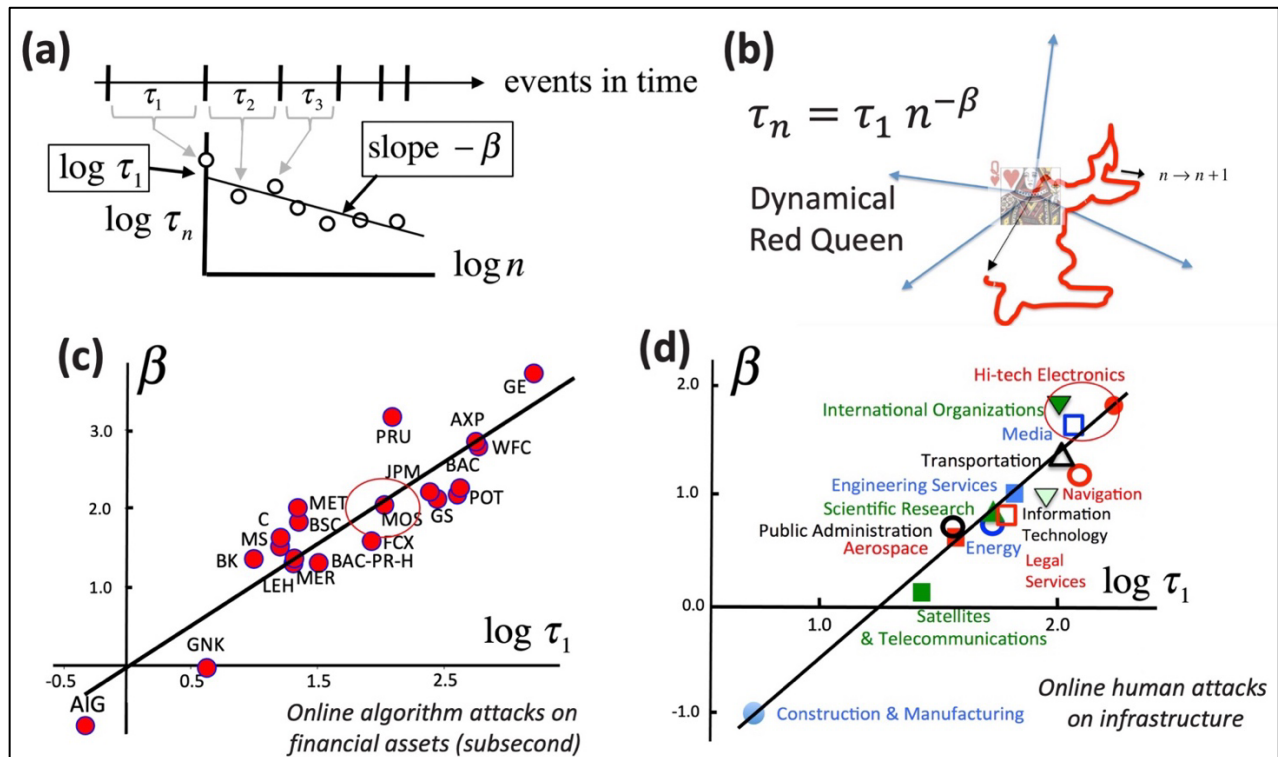 (a)
events in time
τ₁ τ₂ τ₃
log τ₁
slope − β
log τₙ
log n
(b)
τₙ = τ₁ n^−β
Q
n → n + 1
Dynamical
Red Queen
(c)
β
GE
3.0
PRU
AXP
WFC
JPM
BAC
2.0
MET
MOS
GS
POT
C
BSC
MS
FCX
BK
BAC-PR-H
LEH
MER
1.0
log τ₁
GNK
-0.5
0.5
1.5
2.5
AIG
Online algorithm attacks on
financial assets (subsecond)
(d)
β
Hi-tech Electronics
2.0
International Organizations
Media
Transportation
Engineering Services
1.0
Navigation
Scientific Research
Information
Technology
Public Administration
Aerospace
Energy
Legal
Services
log τ₁
0.0
1.0
2.0
Satellites
& Telecommunications
Online human attacks
on infrastructure
-1.0
Construction & Manufacturing